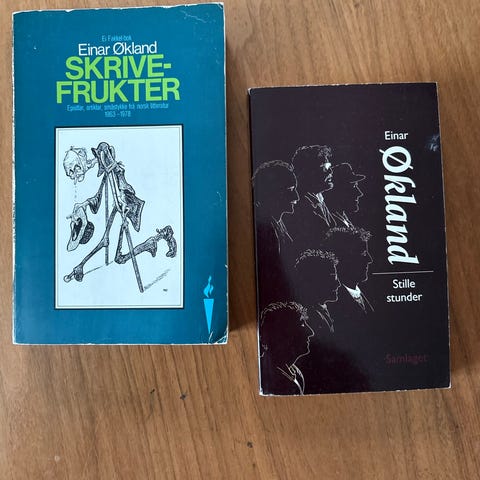 Ei Fakkel-bok
Einar Økland
SKRIVE-
FRUKTER
Epistlar, artiklar, småstykke frå norsk litteratur
1963-1978
Einar
Økland
Stille
stunder
Samlaget